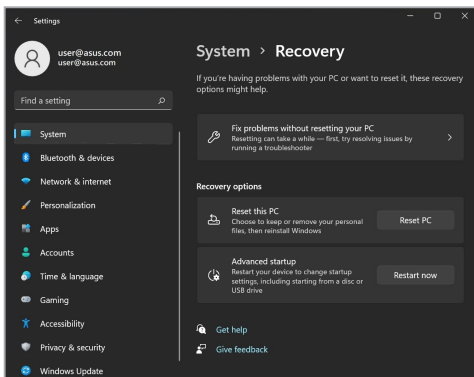 Settings
user@asus.com
user@asus.com
Find a setting
System
Bluetooth & devices
Network & internet
Personalization
Apps
Accounts
Time & language
Gaming
Accessibility
Privacy & security
Windows Update
System > Recovery
If you're having problems with your PC or want to reset it, these recovery
options might help.
Fix problems without resetting your PC
Resetting can take a while — first, try resolving issues by
running a troubleshooter
Recovery options
Reset this PC
Choose to keep or remove your personal
files, then reinstall Windows
Reset PC
Advanced startup
Restart your device to change startup
settings, including starting from a disc or
USB drive
Restart now
Get help
Give feedback